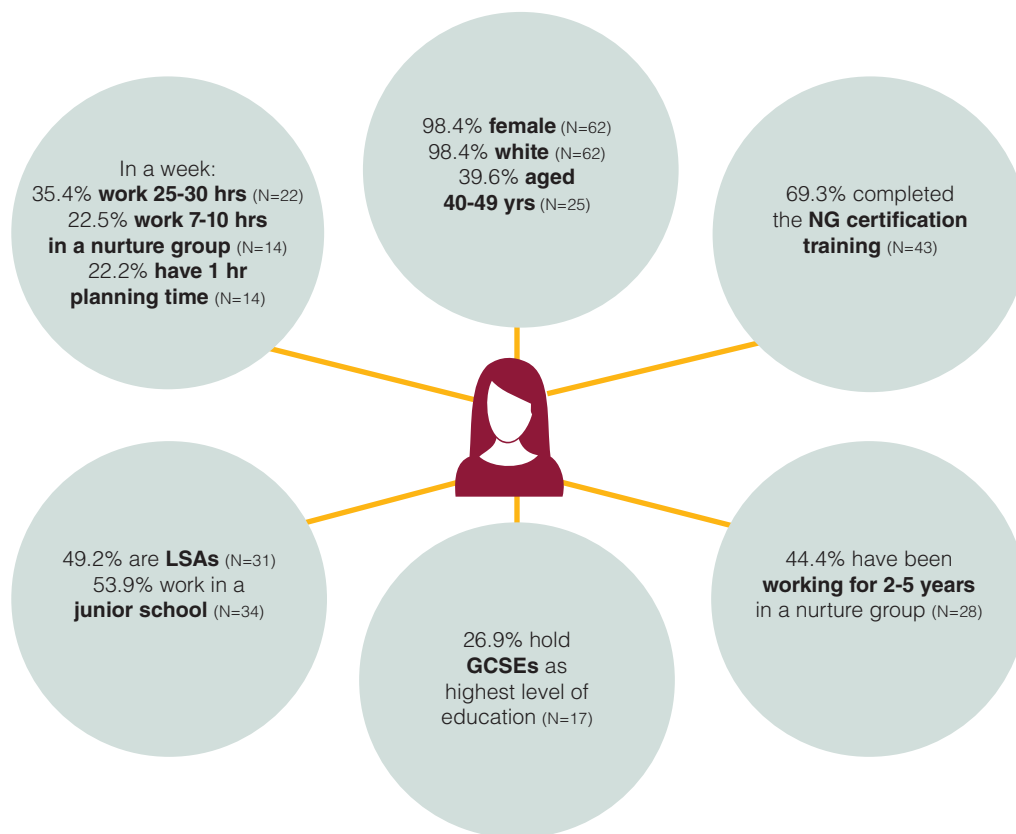 In a week:
35.4% work 25-30 hrs (N=22)
22.5% work 7-10 hrs
in a nurture group (N=14)
22.2% have 1 hr
planning time (N=14)
98.4% female (N=62)
98.4% white (N=62)
39.6% aged
40-49 yrs (N=25)
69.3% completed
the NG certification
training (N=43)
49.2% are LSAs (N=31)
53.9% work in a
junior school (N=34)
26.9% hold
GCSEs as
highest level of
education (N=17)
44.4% have been
working for 2-5 years
in a nurture group (N=28)